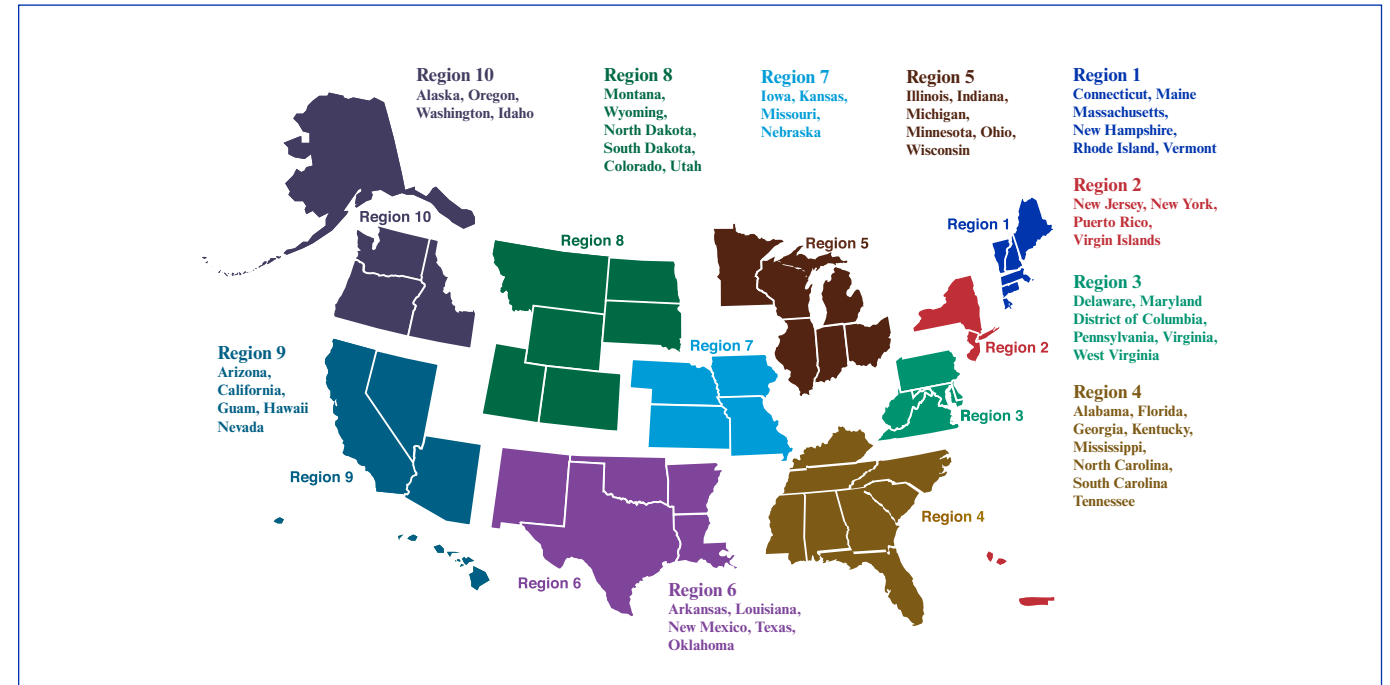 Region 10
Alaska, Oregon,
Washington, Idaho
Region 8
Montana,
Wyoming,
North Dakota,
South Dakota,
Colorado, Utah
Region 7
Iowa, Kansas,
Missouri,
Nebraska
Region 5
Illinois, Indiana,
Michigan,
Minnesota, Ohio,
Wisconsin
Region 1
Connecticut, Maine
Massachusetts,
New Hampshire,
Rhode Island, Vermont
Region 2
New Jersey, New York,
Puerto Rico,
Virgin Islands
Region 3
Delaware, Maryland
District of Columbia,
Pennsylvania, Virginia,
West Virginia
Region 4
Alabama, Florida,
Georgia, Kentucky,
Mississippi,
North Carolina,
South Carolina
Tennessee
Region 9
Arizona,
California,
Guam, Hawaii
Nevada
Region 6
Arkansas, Louisiana,
New Mexico, Texas,
Oklahoma
Region 10
Region 8
Region 5
Region 1
Region 7
Region 2
Region 3
Region 9
Region 4
Region 6